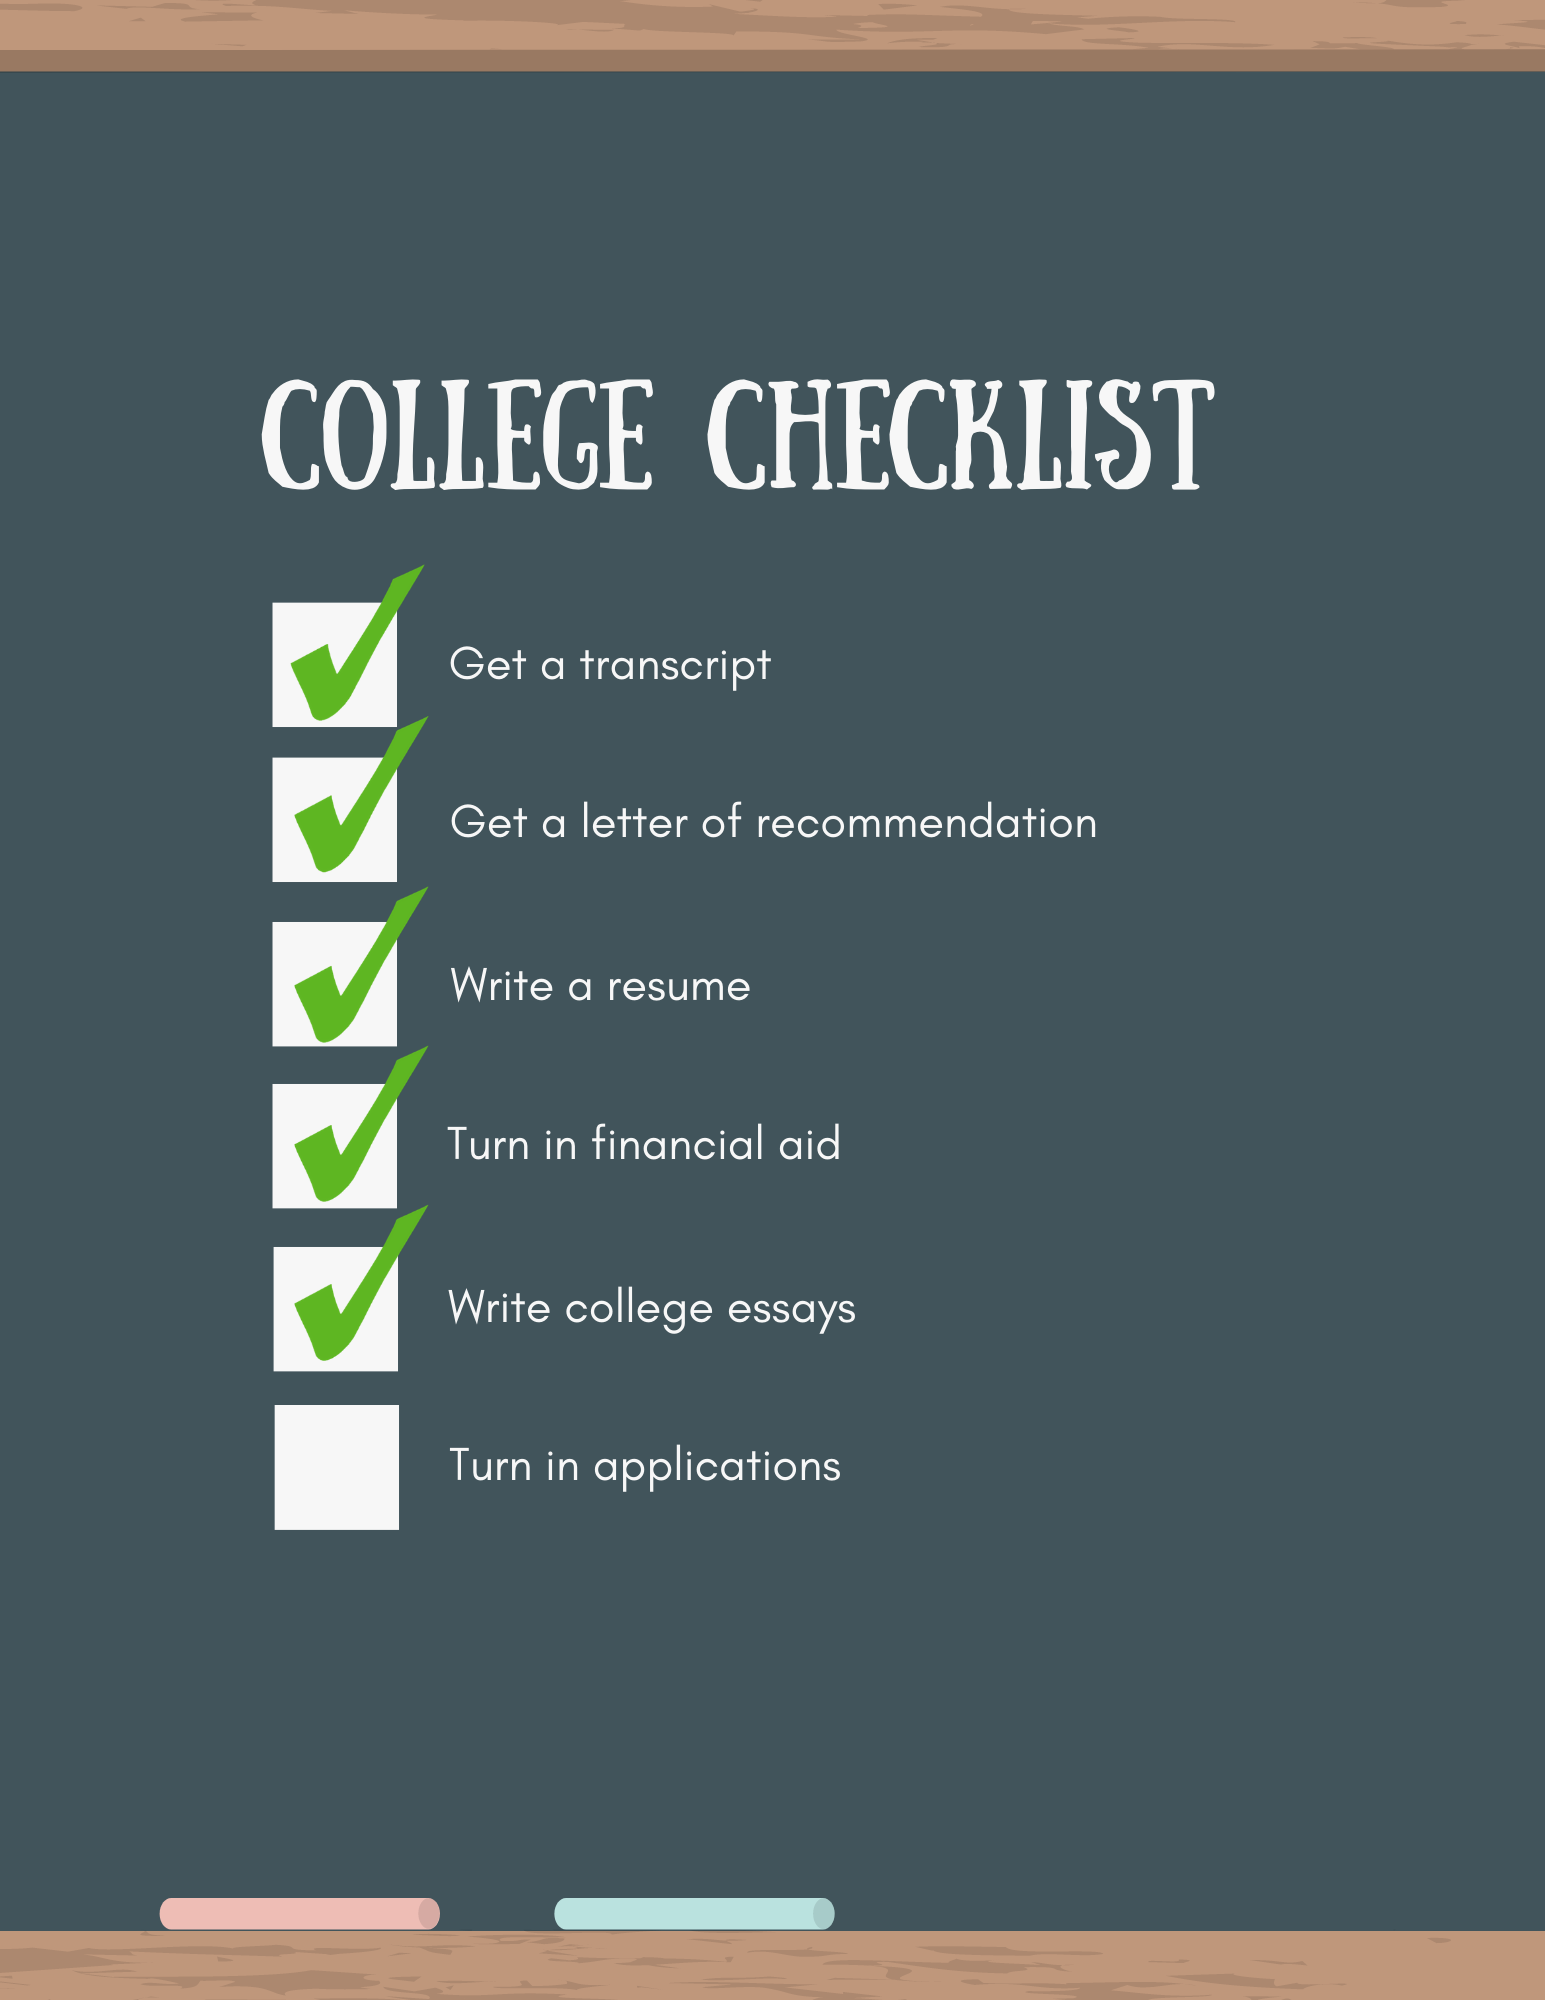 COLLEGE CHECKLIST
Get a transcript
Get a letter of recommendation
Write a resume
Turn in financial aid
Write college essays
Turn in applications